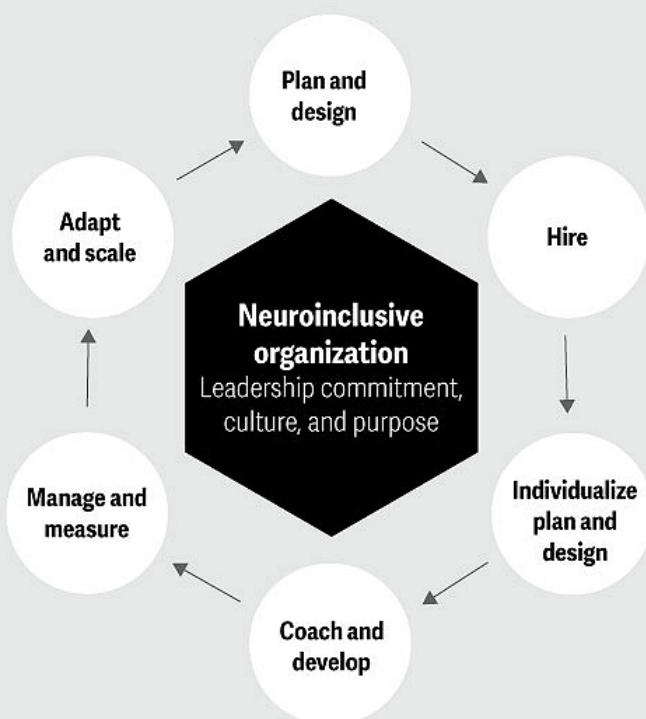 Plan and
design
Hire
Individualize
plan and
design
Coach and
develop
Manage and
measure
Adapt
and scale
Neuroinclusive
organization
Leadership commitment,
culture, and purpose